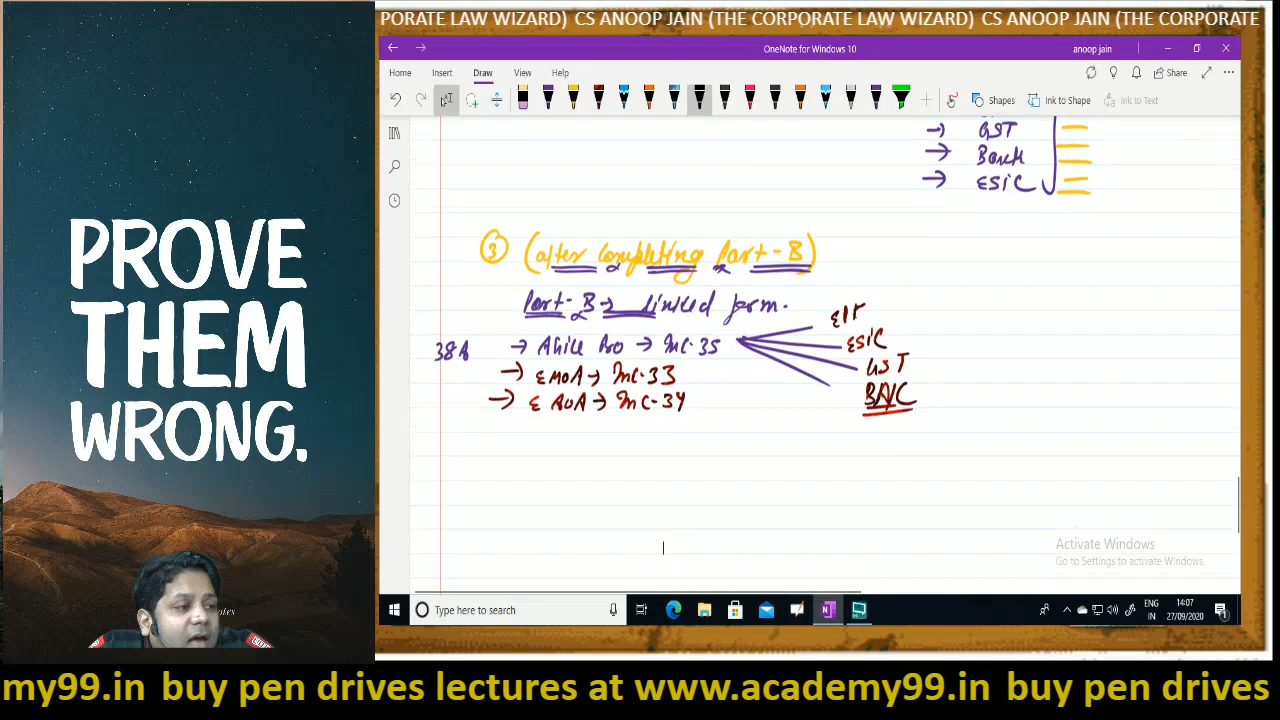 PORATE LAW WIZARD) CS ANOOP JAIN (THE CORPORATE LAW WIZARD) CS ANOOP JAIN (THE CORPORATE
OneNote for Windows 10
anoop jain
Home Insert Draw View Help
Share
Shapes Ink to Shape Ink to Text
→ GST
→ Bank
→ ESIC
PROVE
THEM
WRONG.
3 (after completing Part-B)
Part-B → linked form.
38A → Agile Pro → INC-35
EPF
ESIC
GST
BA/C
→ EMOA → INC-33
→ E AOA → INC-34
Activate Windows
Go to Settings to activate Windows.
Type here to search
ENG
IN
14:07
27/09/2020
1
my99.in buy pen drives lectures at www.academy99.in buy pen drives